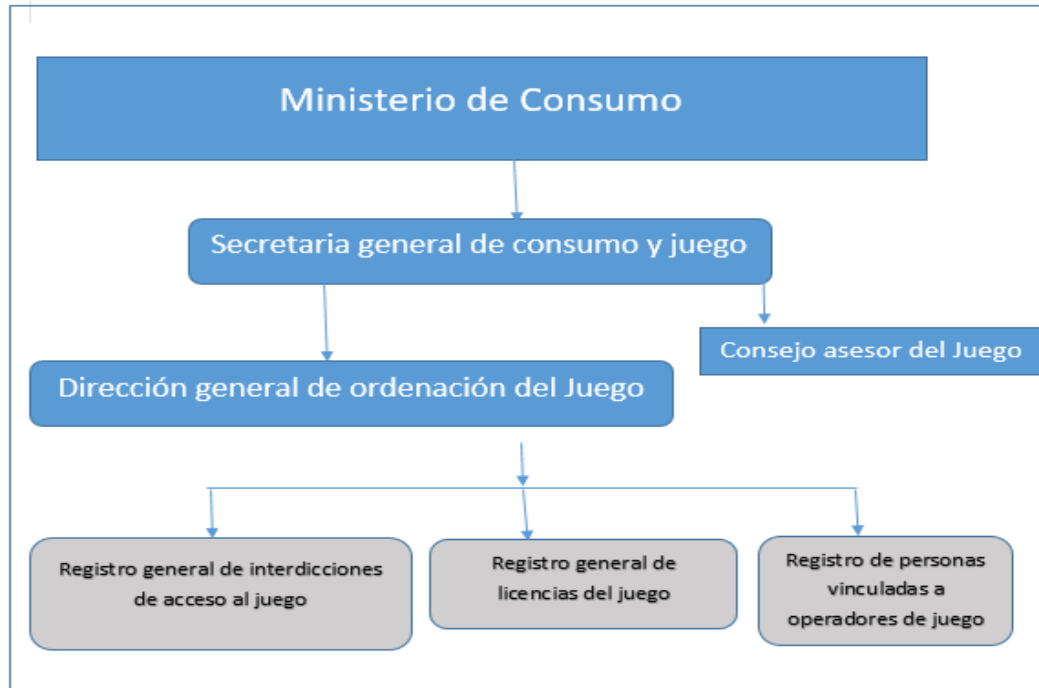 Ministerio de Consumo
Secretaria general de consumo y juego
Consejo asesor del Juego
Dirección general de ordenación del Juego
Registro general de interdicciones
de acceso al juego
Registro general de
licencias del juego
Registro de personas
vinculadas a
operadores de juego